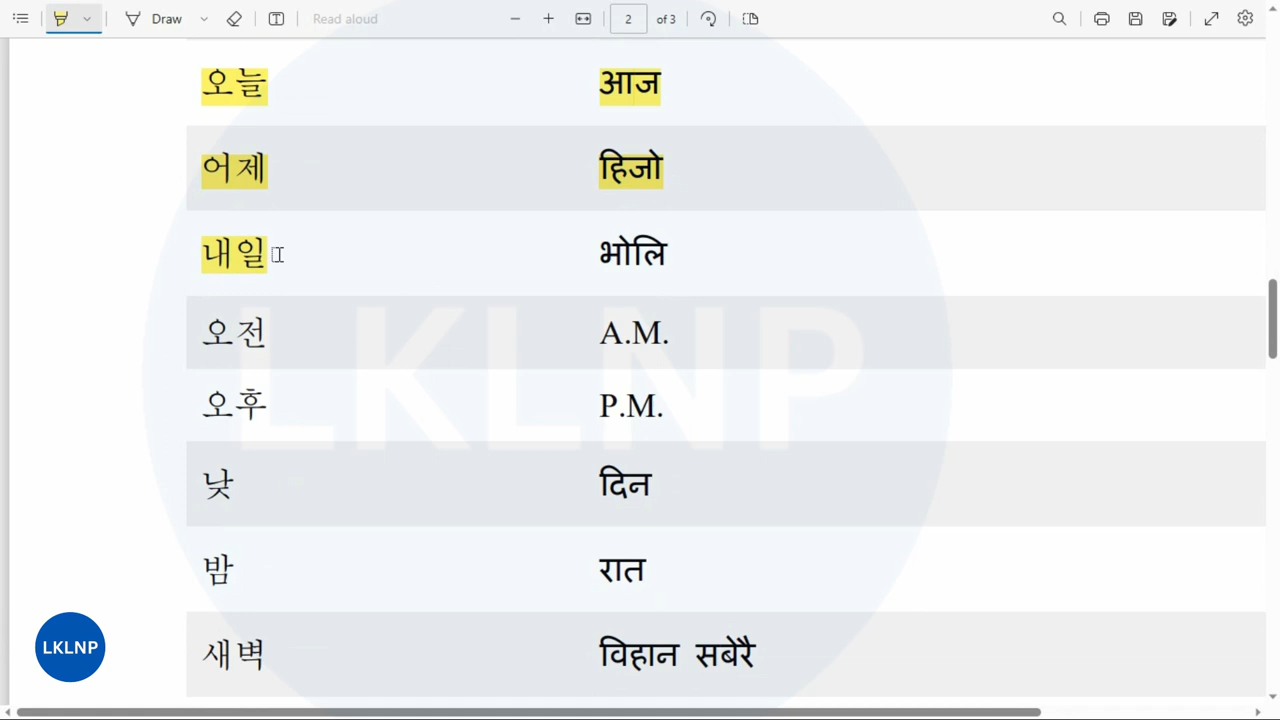 Draw Read aloud 2 of 3
오늘 आज
어제 हिजो
내일 भोलि
오전 A.M.
오후 P.M.
낮 दिन
밤 रात
새벽 विहान सबेरै
LKLNP
LKLNP